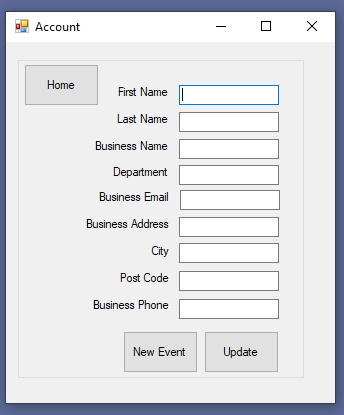 Account
Home
First Name
Last Name
Business Name
Department
Business Email
Business Address
City
Post Code
Business Phone
New Event
Update